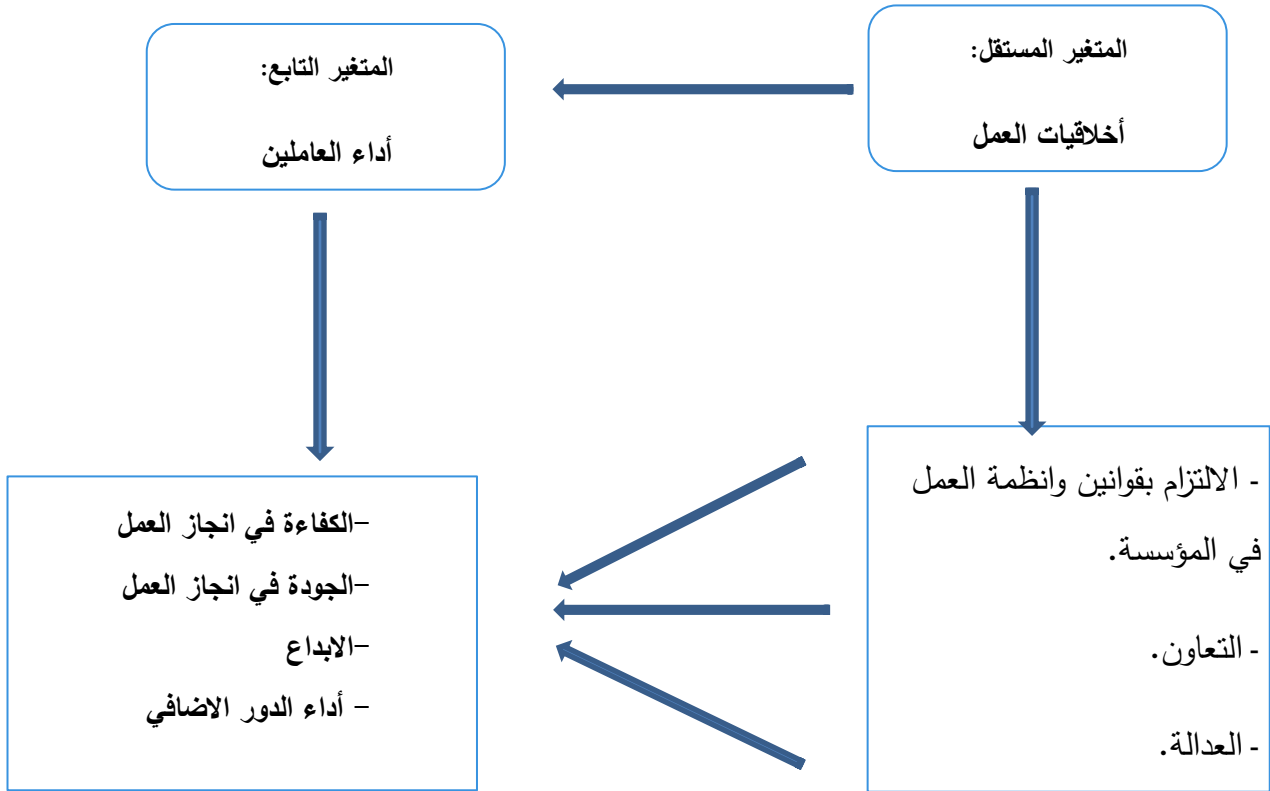 المتغير المستقل:
أخلاقيات العمل
المتغير التابع:
أداء العاملين
- الالتزام بقوانين وانظمة العمل
في المؤسسة.
- التعاون.
- العدالة.
-الكفاءة في انجاز العمل
-الجودة في انجاز العمل
-الابداع
- أداء الدور الاضافي